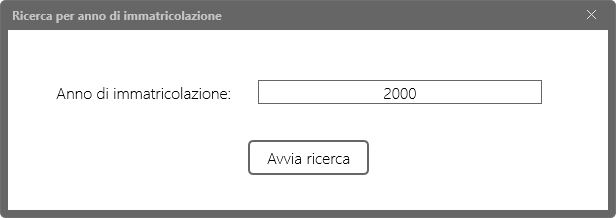 Ricerca per anno di immatricolazione
Anno di immatricolazione: 2000
Avvia ricerca